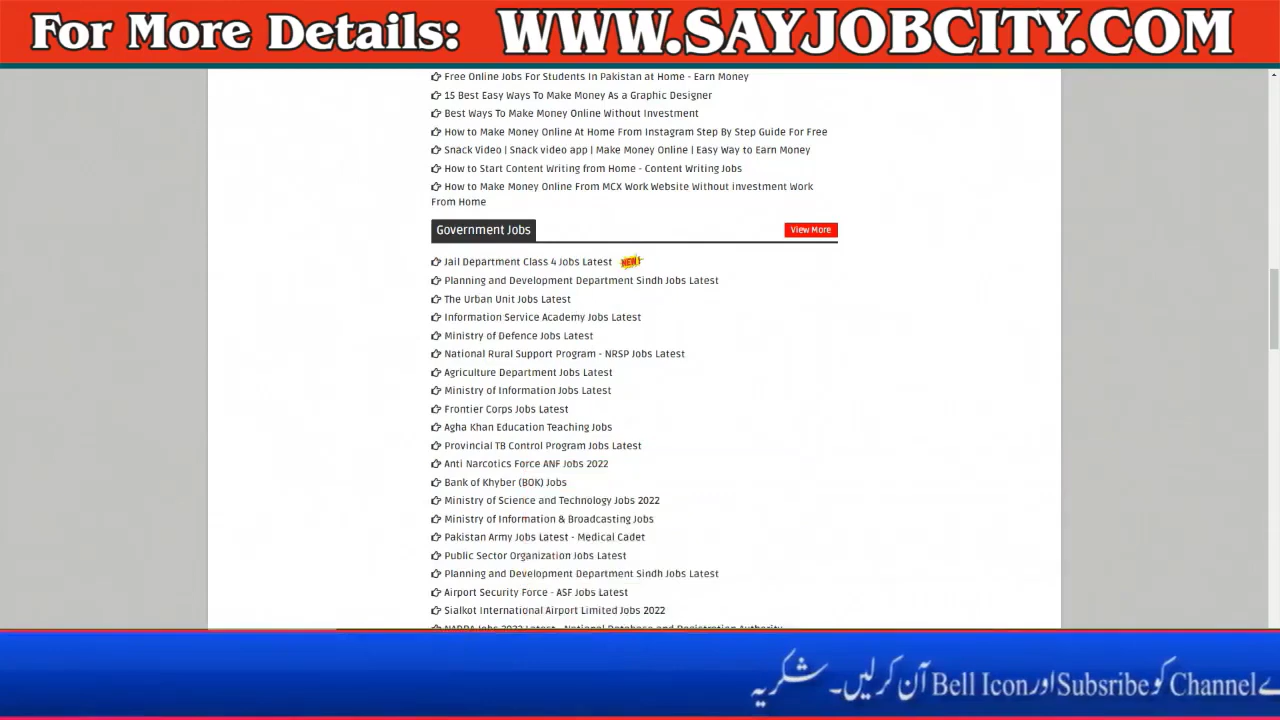 For More Details: WWW.SAYJOBCITY.COM
Free Online Jobs For Students In Pakistan at Home - Earn Money
15 Best Easy Ways To Make Money As a Graphic Designer
Best Ways To Make Money Online Without Investment
How to Make Money Online At Home From Instagram Step By Step Guide For Free
Snack Video | Snack video app | Make Money Online | Easy Way to Earn Money
How to Start Content Writing from Home - Content Writing Jobs
How to Make Money Online From MCX Work Website Without investment Work
From Home
Government Jobs View More
Jail Department Class 4 Jobs Latest NEW!
Planning and Development Department Sindh Jobs Latest
The Urban Unit Jobs Latest
Information Service Academy Jobs Latest
Ministry of Defence Jobs Latest
National Rural Support Program - NRSP Jobs Latest
Agriculture Department Jobs Latest
Ministry of Information Jobs Latest
Frontier Corps Jobs Latest
Agha Khan Education Teaching Jobs
Provincial TB Control Program Jobs Latest
Anti Narcotics Force ANF Jobs 2022
Bank of Khyber (BOK) Jobs
Ministry of Science and Technology Jobs 2022
Ministry of Information & Broadcasting Jobs
Pakistan Army Jobs Latest - Medical Cadet
Public Sector Organization Jobs Latest
Planning and Development Department Sindh Jobs Latest
Airport Security Force - ASF Jobs Latest
Sialkot International Airport Limited Jobs 2022
NADRA Jobs 2022 Latest - National Database and Registration Authority
Channel کو Subsribe اور Bell Icon آن کرلیں۔ شکریہ